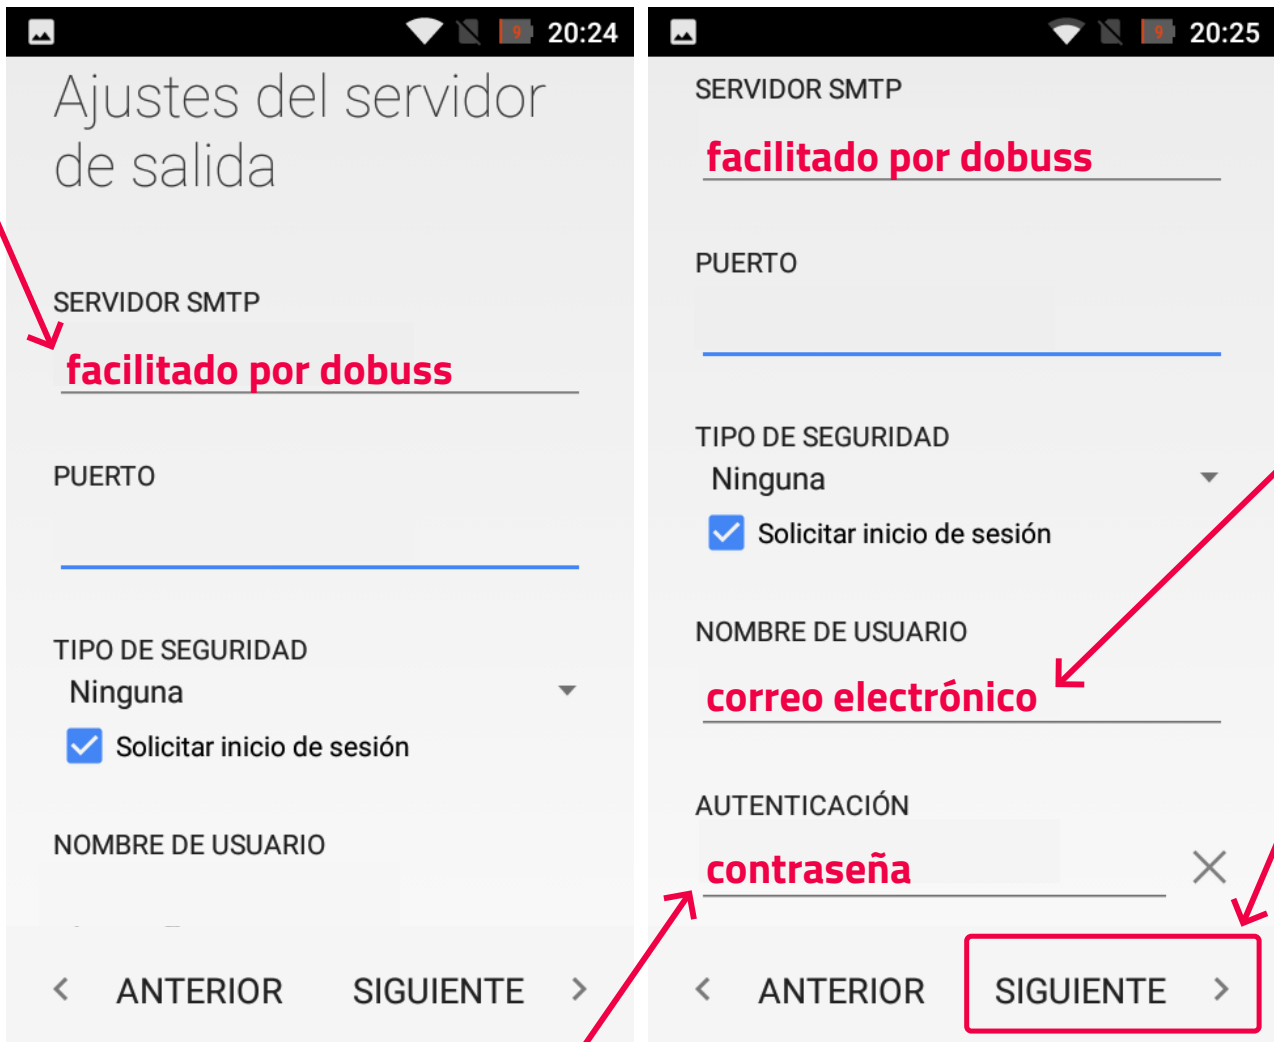 9 20:24
Ajustes del servidor
de salida
SERVIDOR SMTP
facilitado por dobuss
PUERTO
TIPO DE SEGURIDAD
Ninguna
Solicitar inicio de sesión
NOMBRE DE USUARIO
ANTERIOR SIGUIENTE
9 20:25
SERVIDOR SMTP
facilitado por dobuss
PUERTO
TIPO DE SEGURIDAD
Ninguna
Solicitar inicio de sesión
NOMBRE DE USUARIO
correo electrónico
AUTENTICACIÓN
contraseña
ANTERIOR SIGUIENTE